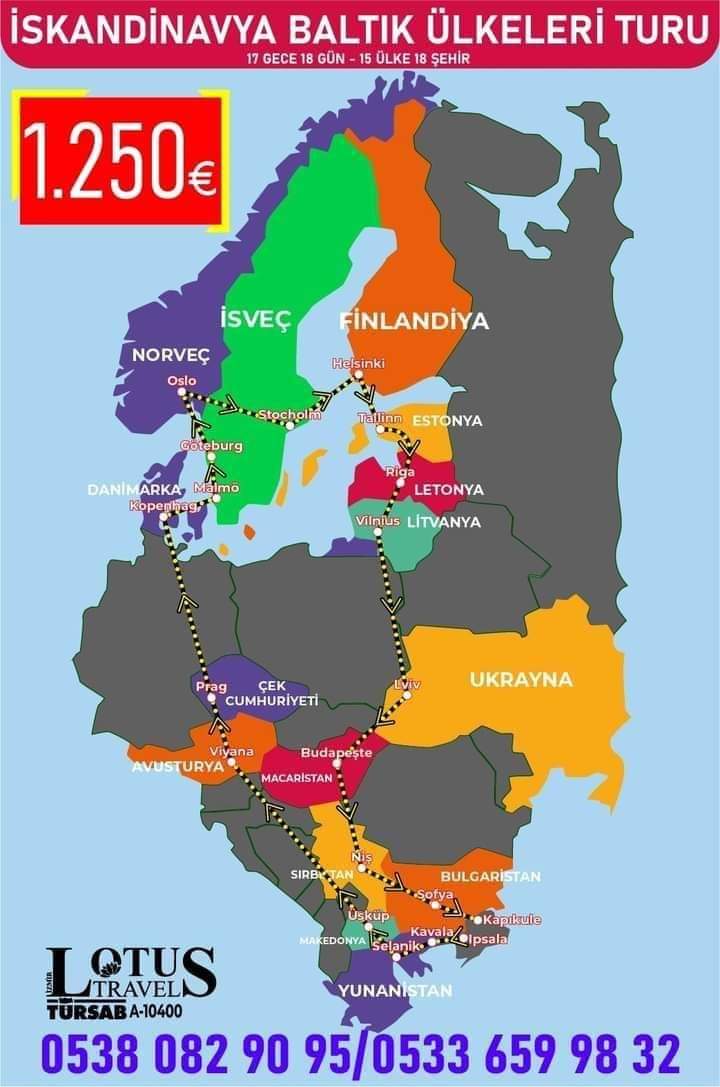 İSKANDİNAVYA BALTIK ÜLKELERİ TURU
17 GECE 18 GÜN - 15 ÜLKE 18 ŞEHİR
1.250€
İSVEÇ
FİNLANDİYA
NORVEÇ
Helsinki
Oslo
Stocholm
Tallinn
ESTONYA
Göteburg
Riga
LETONYA
DANİMARKA
Malmö
Kopenhag
Vilnius
LİTVANYA
UKRAYNA
Lviv
Prag
ÇEK
CUMHURİYETİ
Viyana
AVUSTURYA
Budapeşte
MACARİSTAN
Niş
SIRBİSTAN
BULGARİSTAN
Sofya
Kapıkule
Üsküp
Kavala
İpsala
MAKEDONYA
Selanik
YUNANİSTAN
İZMİR
LOTUS
TRAVEL
TÜRSAB A-10400
0538 082 90 95/0533 659 98 32